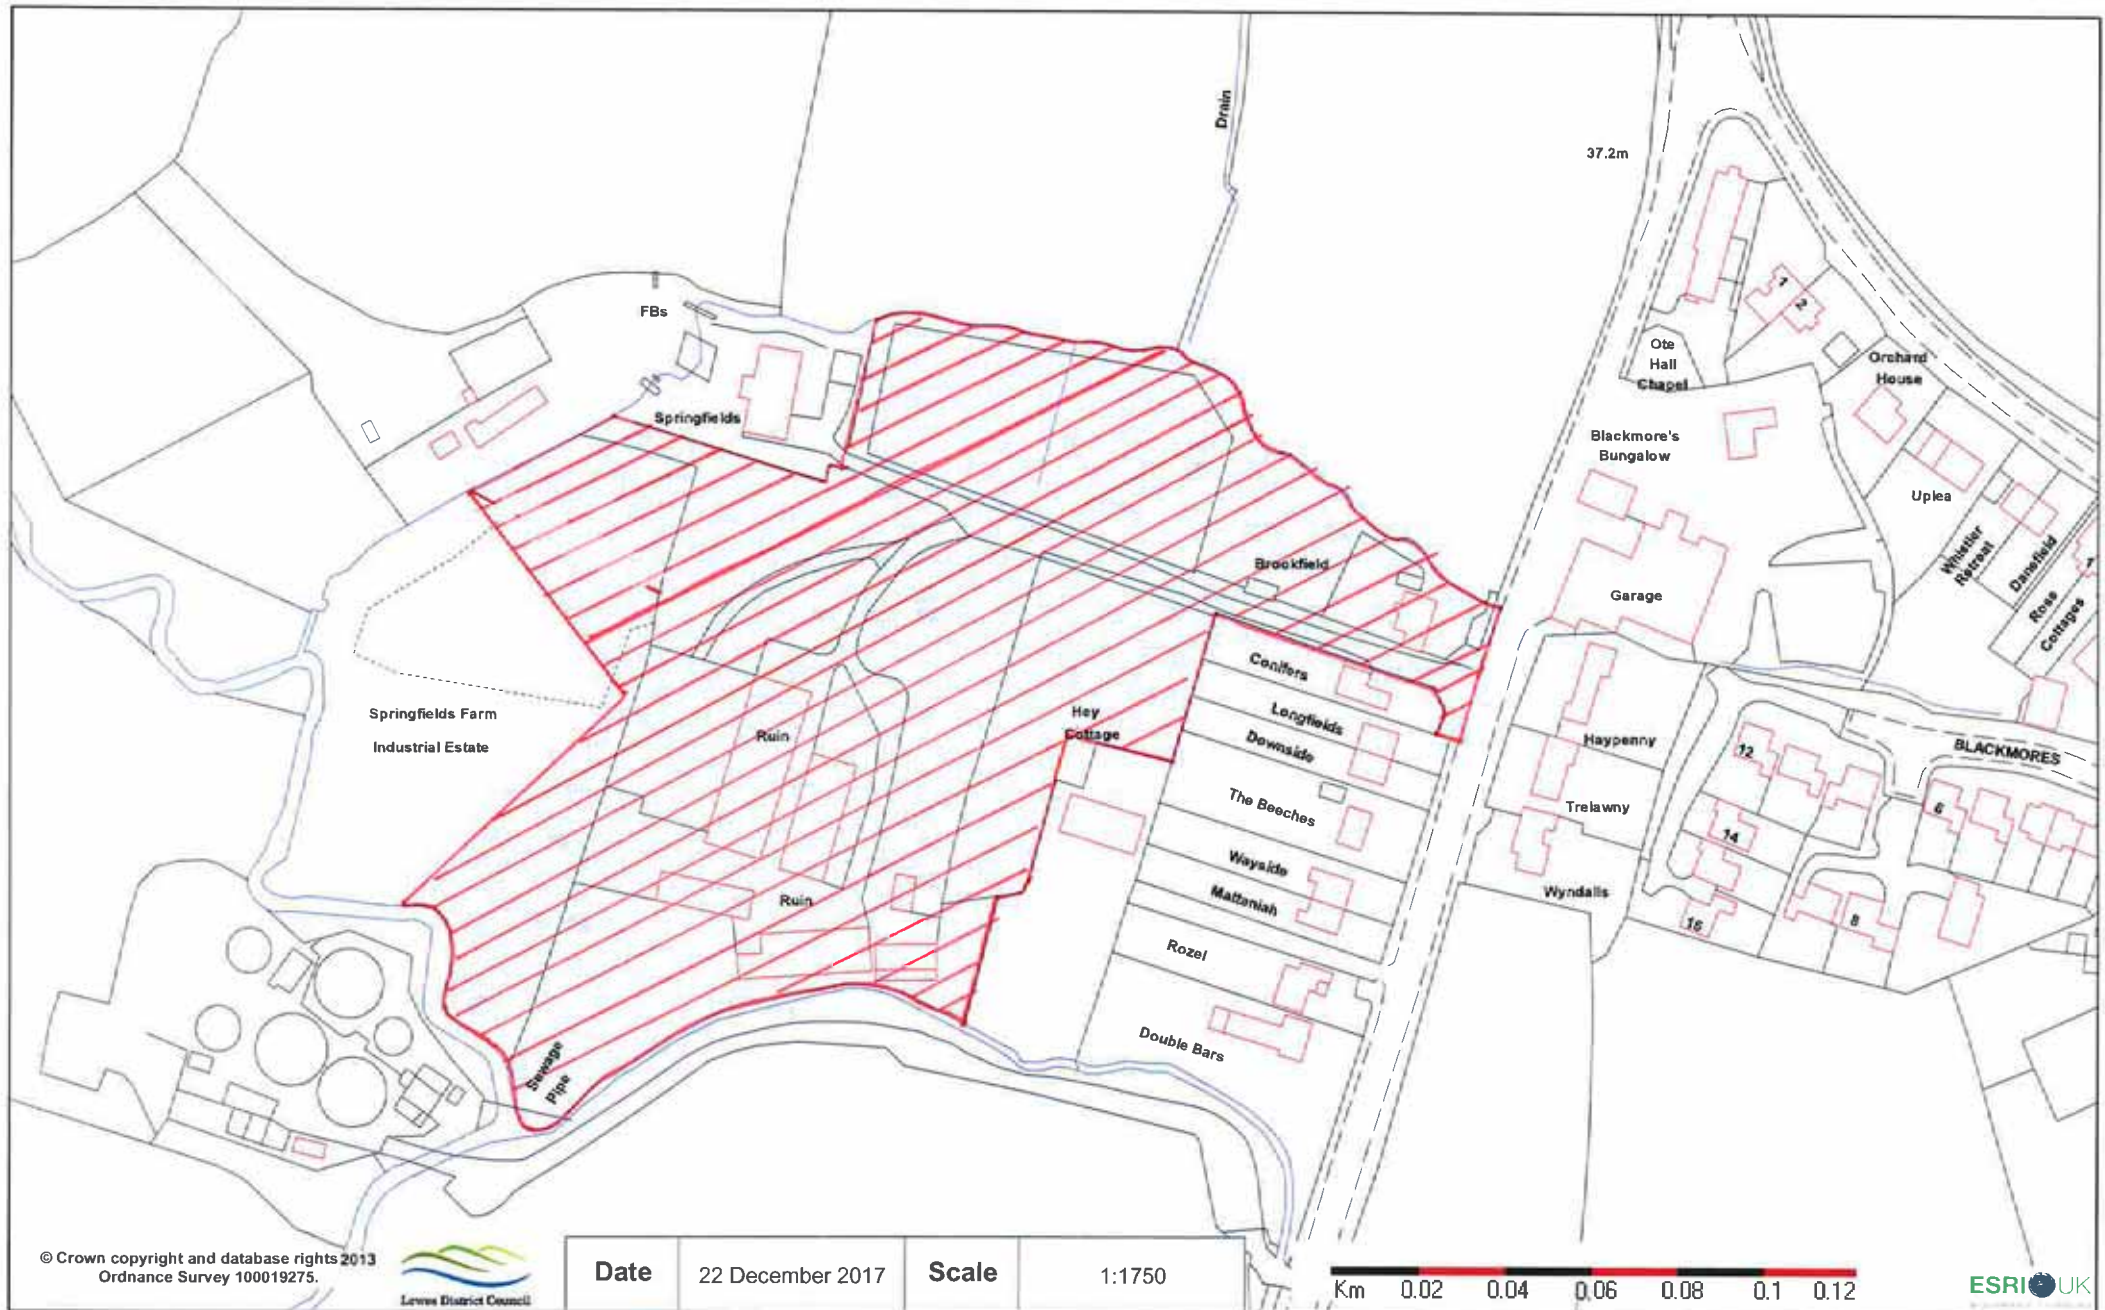 Drain
37.2m
FBs
Springfields
1
2
Ote
Hall
Chapel
Orchard
House
Blackmore's
Bungalow
Uplea
Whistler
Retreat
Danefield
Ross
Cottages
1
Brookfield
Garage
Conifers
Longfields
Downside
The Beeches
Wayside
Mattaniah
Rozel
Double Bars
Hey
Cottage
Springfields Farm
Industrial Estate
Ruin
Ruin
Haypenny
Trelawny
Wyndalls
12
14
16
BLACKMORES
6
8
Sewage
Pipe
© Crown copyright and database rights 2013
Ordnance Survey 100019275.
Lewes District Council
Date
22 December 2017
Scale
1:1750
Km 0.02 0.04 0.06 0.08 0.1 0.12
ESRI UK